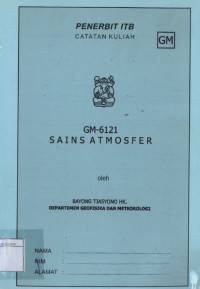 PENERBIT ITB
CATATAN KULIAH
GM
GM-6121
SAINS ATMOSFER
oleh
BAYONG TJASYONO HK.
DEPARTEMEN GEOFISIKA DAN METEOROLOGI
NAMA :
NIM :
ALAMAT :